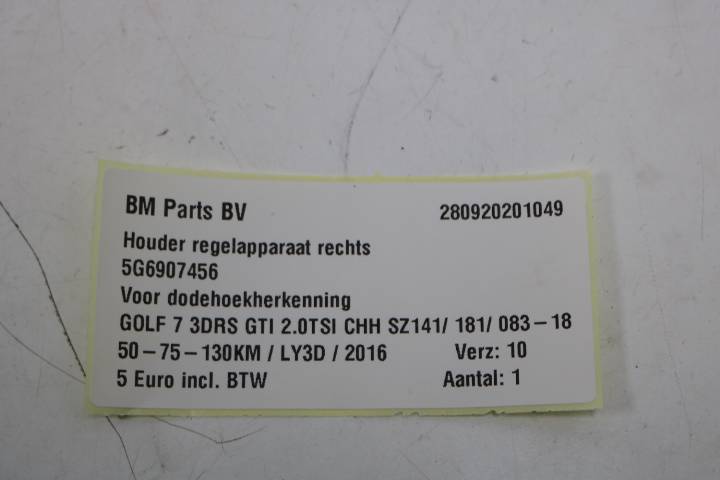 BM Parts BV 280920201049
Houder regelapparaat rechts
5G6907456
Voor dodehoekherkenning
GOLF 7 3DRS GTI 2.0TSI CHH SZ141/ 181/ 083-18
50-75-130KM / LY3D / 2016 Verz: 10
5 Euro incl. BTW Aantal: 1